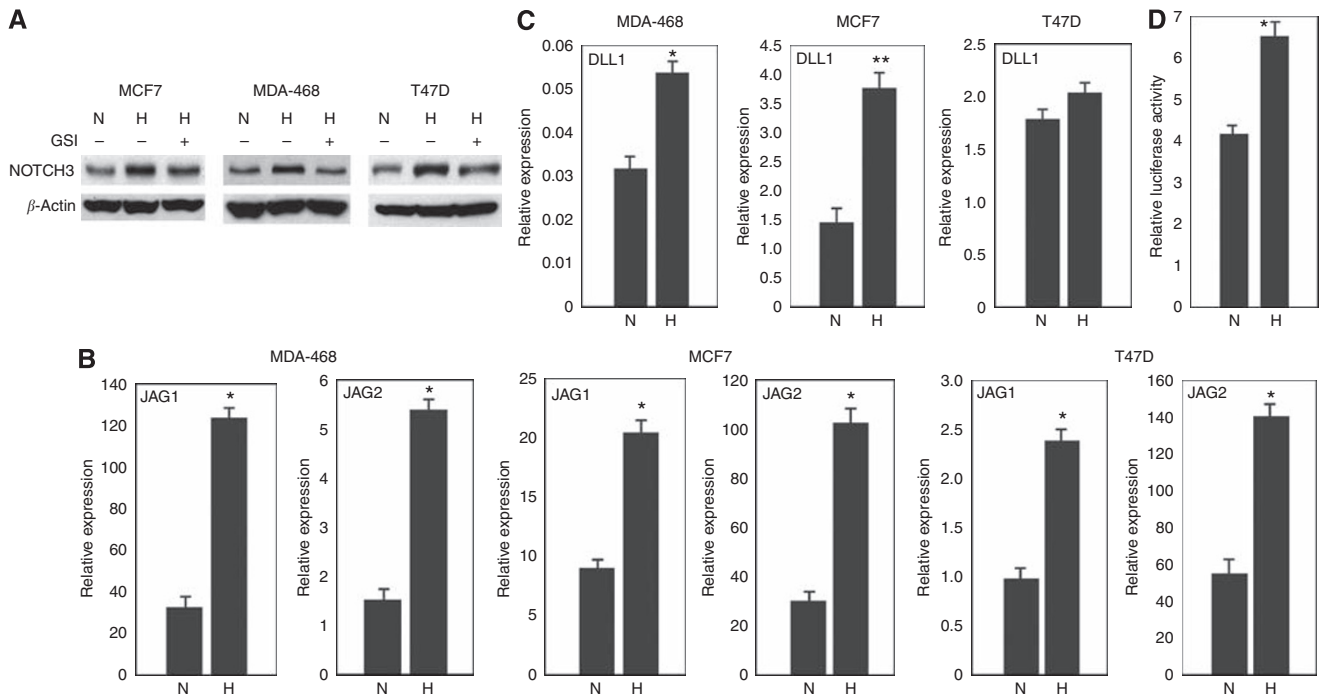 A
MCF7 MDA-468 T47D
N H H N H H N H H
GSI – – + – – + – – +
NOTCH3
β-Actin
C
MDA-468
DLL1
Relative expression
0.06
0.05
0.04
0.03
0.02
0.01
0
*
N H
MCF7
DLL1
Relative expression
4.5
4.0
3.5
3.0
2.5
2.0
1.5
1.0
0.5
0
**
N H
T47D
DLL1
Relative expression
2.5
2.0
1.5
1.0
0.5
0
N H
D
Relative luciferase activity
7
6
5
4
3
2
1
0
*
N H
B
MDA-468
JAG1
Relative expression
140
120
100
80
60
40
20
0
*
N H
JAG2
Relative expression
6
5
4
3
2
1
0
*
N H
MCF7
JAG1
Relative expression
25
20
15
10
5
0
*
N H
JAG2
Relative expression
120
100
80
60
40
20
0
*
N H
T47D
JAG1
Relative expression
3.0
2.5
2.0
1.5
1.0
0.5
0
*
N H
JAG2
Relative expression
160
140
120
100
80
60
40
20
0
*
N H